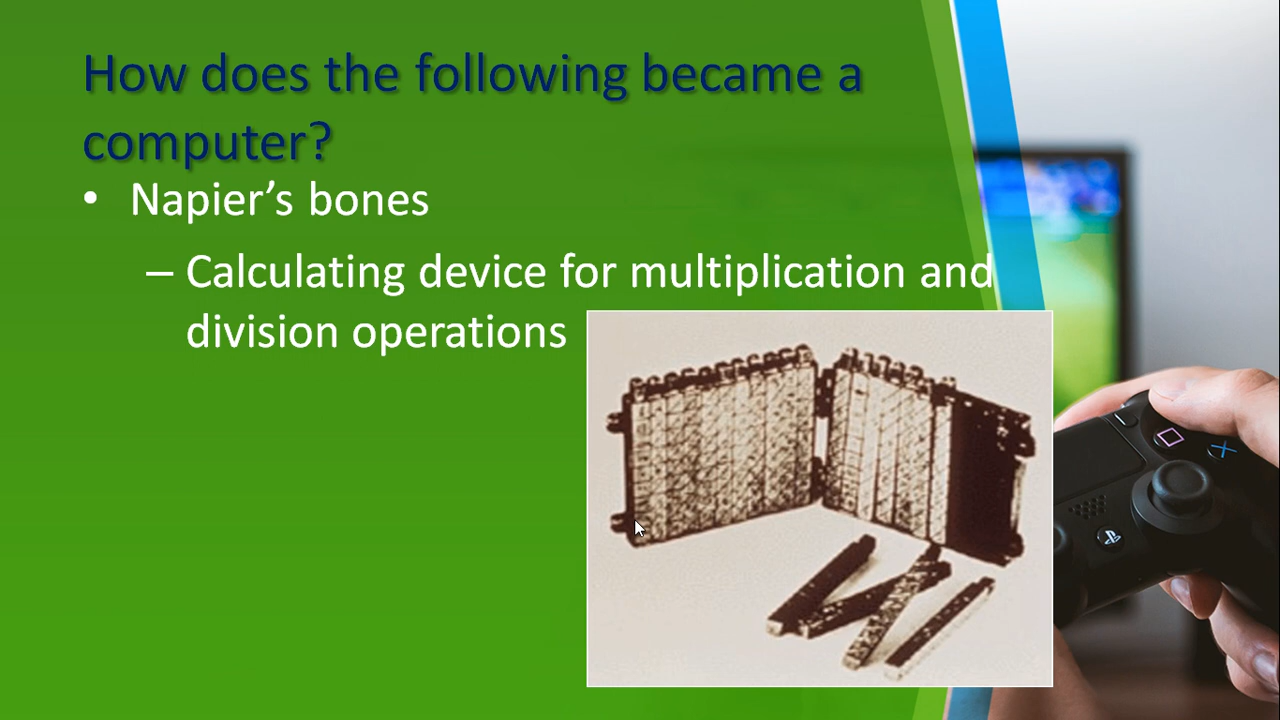 How does the following became a
computer?
• Napier’s bones
– Calculating device for multiplication and
division operations